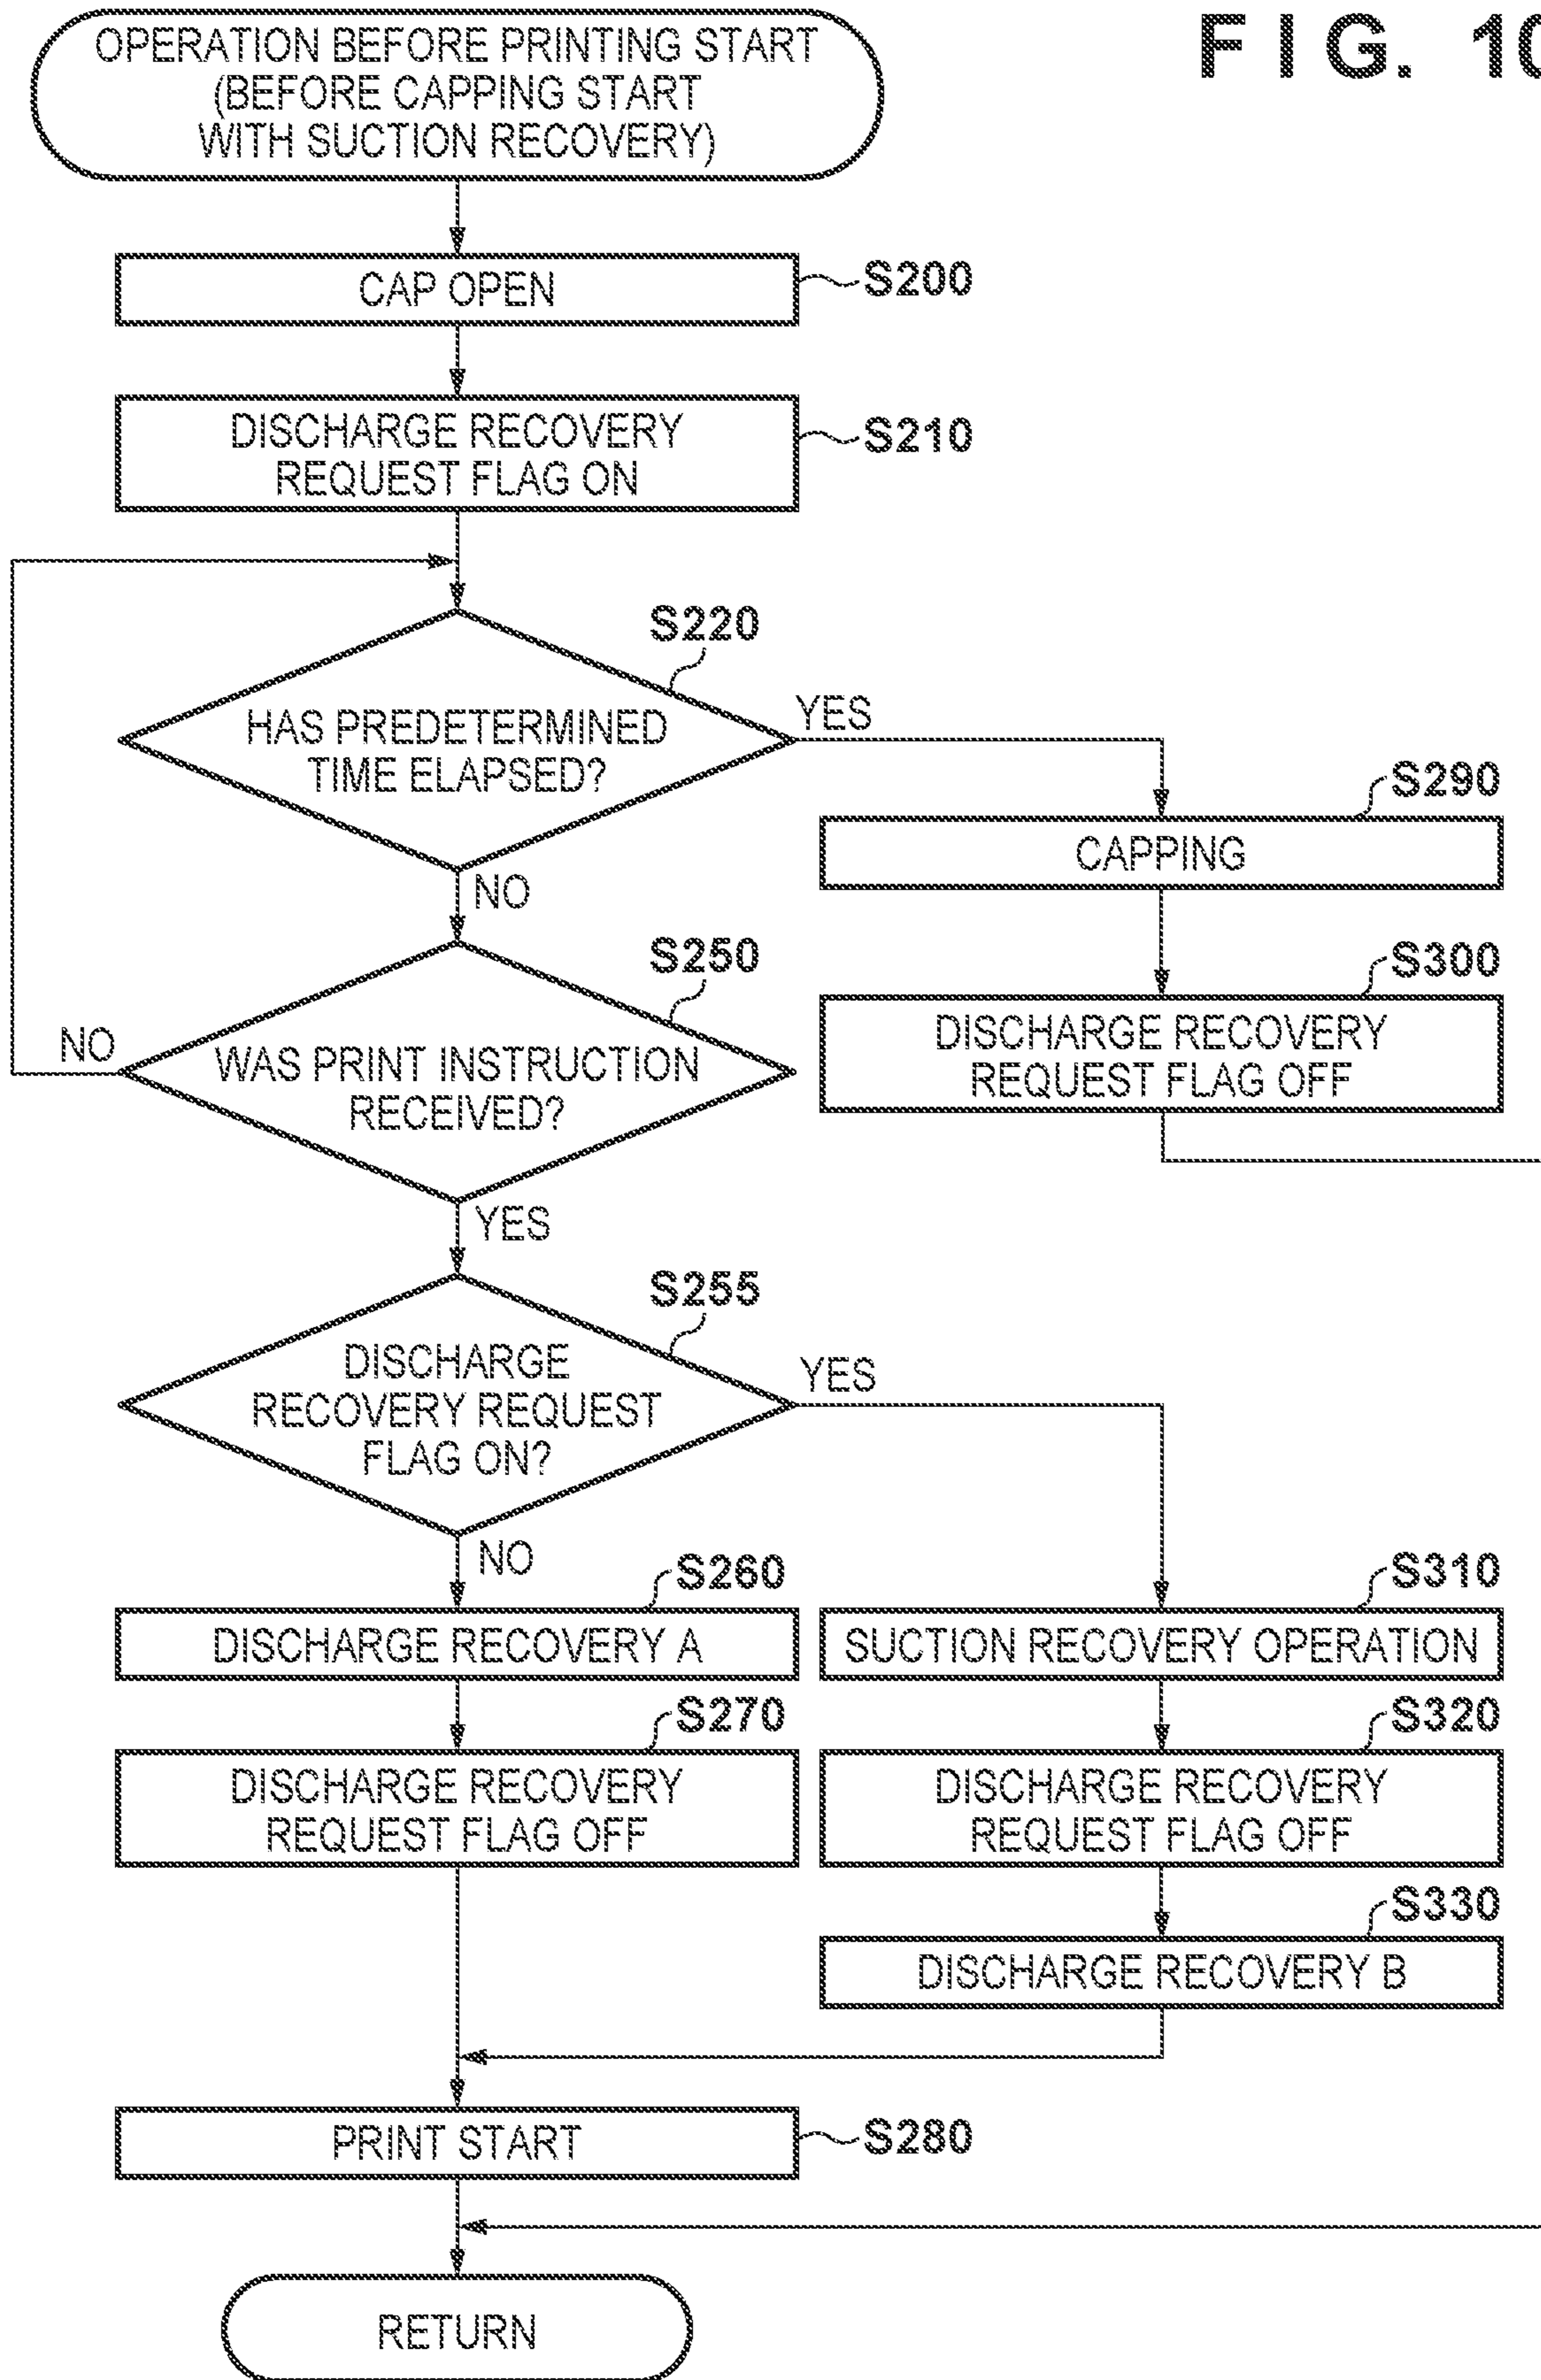 FIG. 10
OPERATION BEFORE PRINTING START
(BEFORE CAPPING START
WITH SUCTION RECOVERY)
CAP OPEN
S200
DISCHARGE RECOVERY
REQUEST FLAG ON
S210
S220
HAS PREDETERMINED
TIME ELAPSED?
YES
NO
S290
CAPPING
S300
DISCHARGE RECOVERY
REQUEST FLAG OFF
S250
WAS PRINT INSTRUCTION
RECEIVED?
NO
YES
S255
DISCHARGE
RECOVERY REQUEST
FLAG ON?
YES
NO
S260
DISCHARGE RECOVERY A
S270
DISCHARGE RECOVERY
REQUEST FLAG OFF
S310
SUCTION RECOVERY OPERATION
S320
DISCHARGE RECOVERY
REQUEST FLAG OFF
S330
DISCHARGE RECOVERY B
PRINT START
S280
RETURN